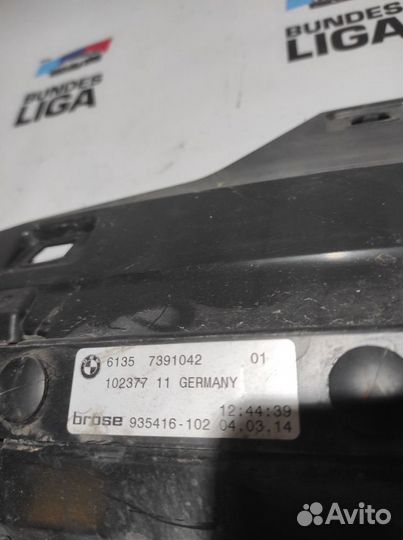 BUNDES
LIGA
BUNDES
LIGA
BMW
6135 7391042 01
102377 11 GERMANY
12:44:39
brose 935416-102 04.03.14
Avito